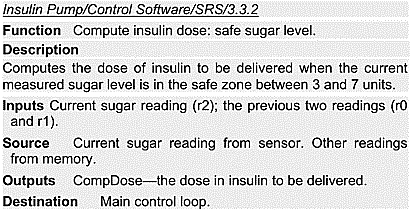 Insulin Pump/Control Software/SRS/3.3.2
Function Compute insulin dose: safe sugar level.
Description
Computes the dose of insulin to be delivered when the current
measured sugar level is in the safe zone between 3 and 7 units.
Inputs Current sugar reading (r2); the previous two readings (r0
and r1).
Source Current sugar reading from sensor. Other readings
from memory.
Outputs CompDose—the dose in insulin to be delivered.
Destination Main control loop.